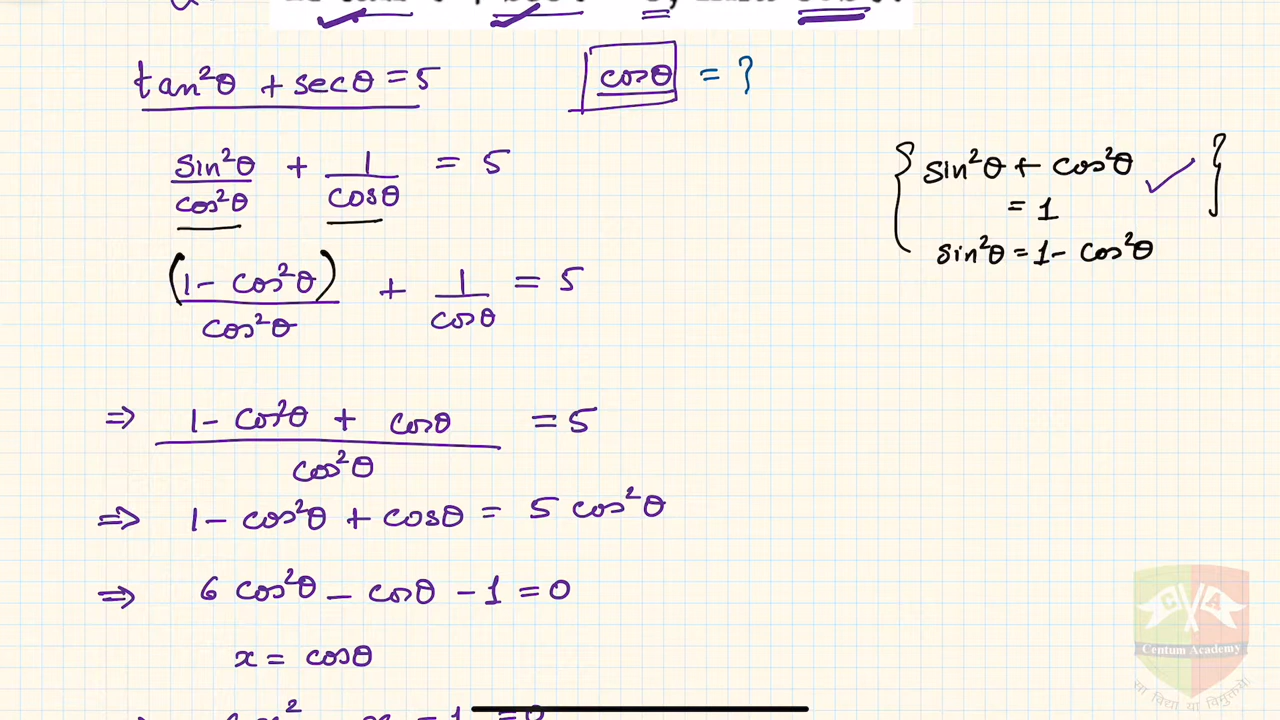 tan²θ + secθ = 5
cosθ = ?
sin²θ/cos²θ + 1/cosθ = 5
{ sin²θ + cos²θ ✓ }
= 1
sin²θ = 1 - cos²θ
(1 - cos²θ)/cos²θ + 1/cosθ = 5
⇒ (1 - cos²θ + cosθ)/cos²θ = 5
⇒ 1 - cos²θ + cosθ = 5 cos²θ
⇒ 6 cos²θ - cosθ - 1 = 0
x = cosθ
C A
Centum Academy
सा विद्या या विमुक्तये